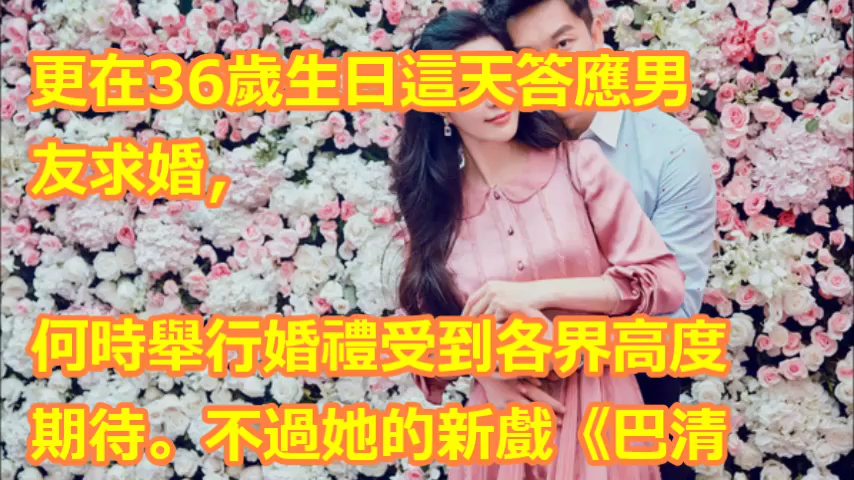 更在36歲生日這天答應男
友求婚，
何時舉行婚禮受到各界高度
期待。不過她的新戲《巴清